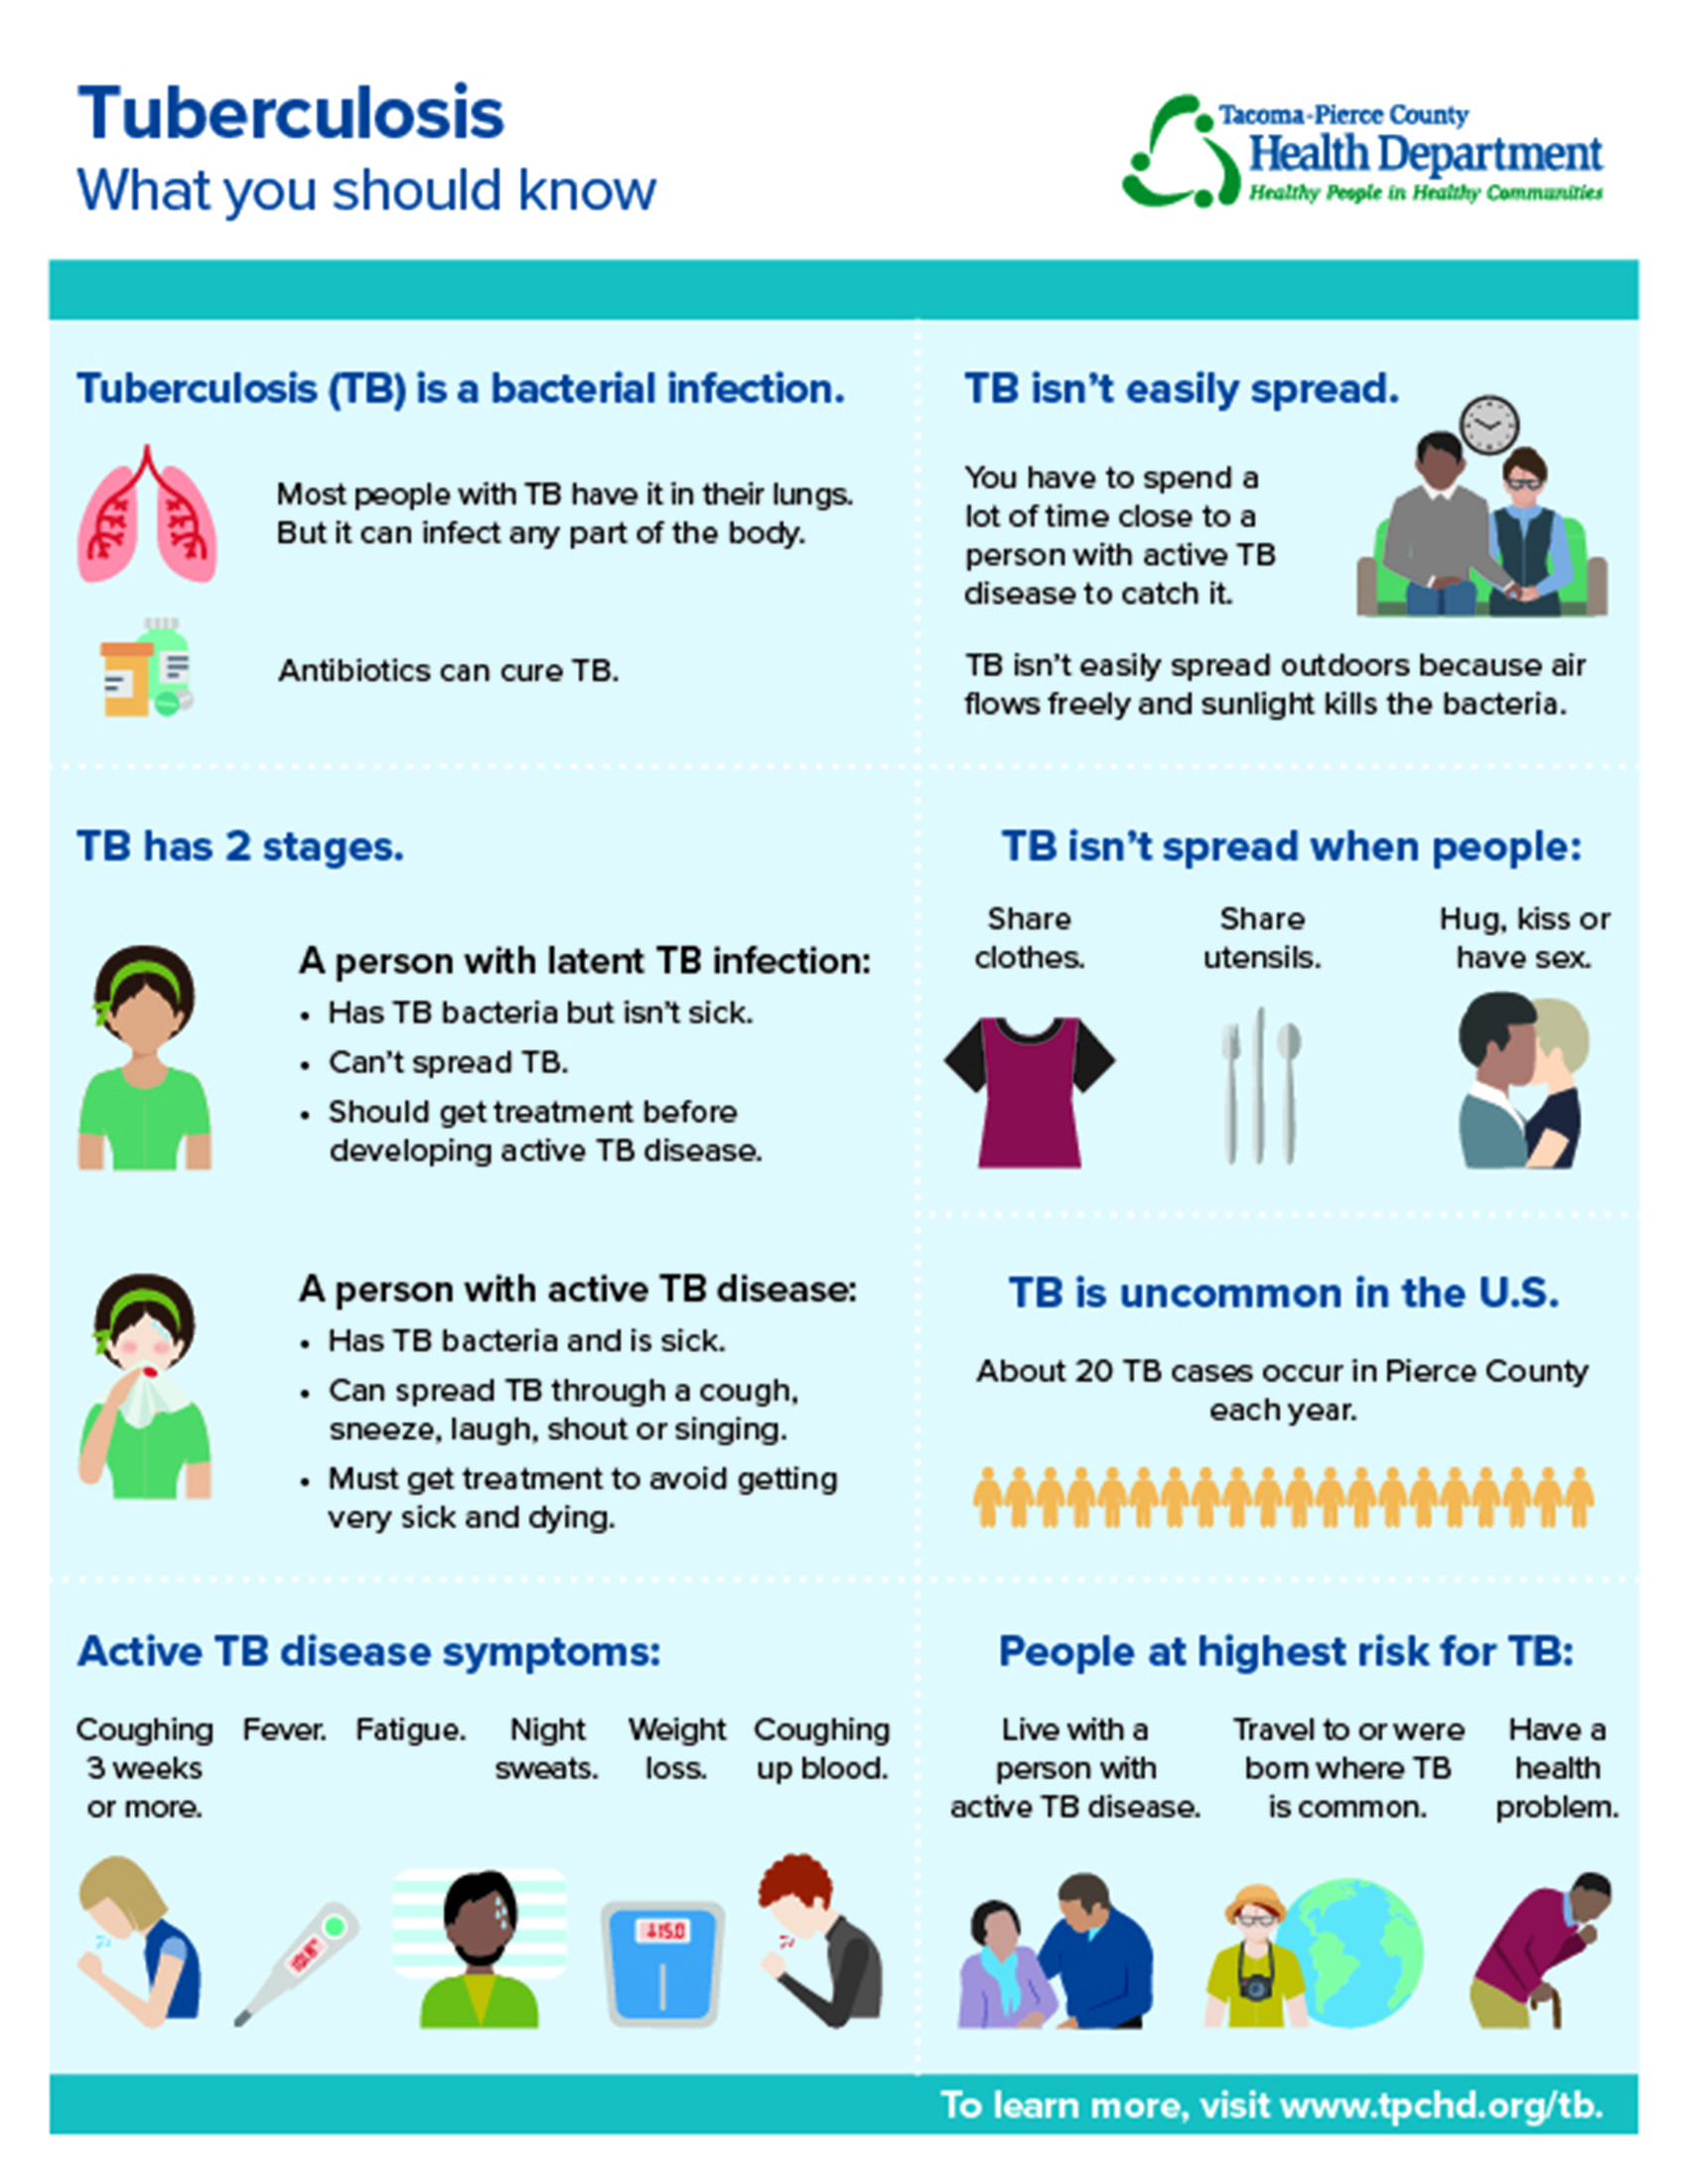 Tuberculosis
What you should know
Tacoma-Pierce County
Health Department
Healthy People in Healthy Communities
Tuberculosis (TB) is a bacterial infection.
Most people with TB have it in their lungs.
But it can infect any part of the body.
Antibiotics can cure TB.
TB isn't easily spread.
You have to spend a
lot of time close to a
person with active TB
disease to catch it.
TB isn't easily spread outdoors because air
flows freely and sunlight kills the bacteria.
TB has 2 stages.
A person with latent TB infection:
• Has TB bacteria but isn't sick.
• Can't spread TB.
• Should get treatment before
developing active TB disease.
A person with active TB disease:
• Has TB bacteria and is sick.
• Can spread TB through a cough,
sneeze, laugh, shout or singing.
• Must get treatment to avoid getting
very sick and dying.
TB isn't spread when people:
Share
clothes.
Share
utensils.
Hug, kiss or
have sex.
TB is uncommon in the U.S.
About 20 TB cases occur in Pierce County
each year.
Active TB disease symptoms:
Coughing
3 weeks
or more.
Fever.
Fatigue.
Night
sweats.
Weight
loss.
Coughing
up blood.
15.0
People at highest risk for TB:
Live with a
person with
active TB disease.
Travel to or were
born where TB
is common.
Have a
health
problem.
To learn more, visit www.tpchd.org/tb.